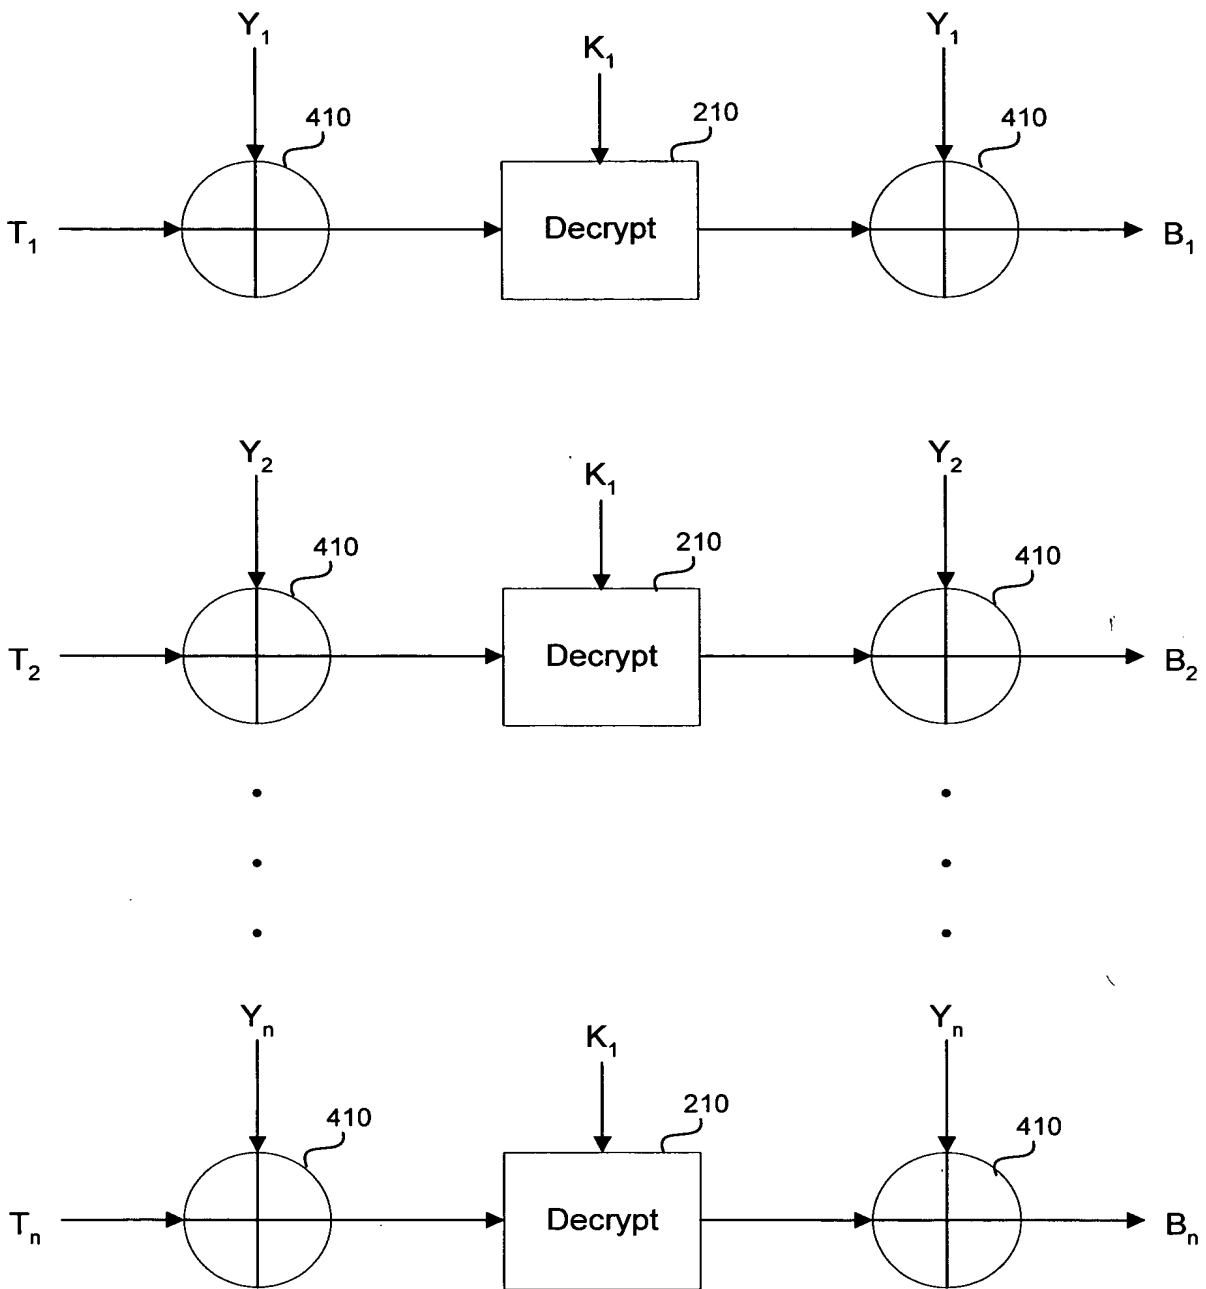 Y1 K1 Y1
410 210 410
T1 Decrypt B1
Y2 K1 Y2
410 210 410
T2 Decrypt B2
Yn K1 Yn
410 210 410
Tn Decrypt Bn